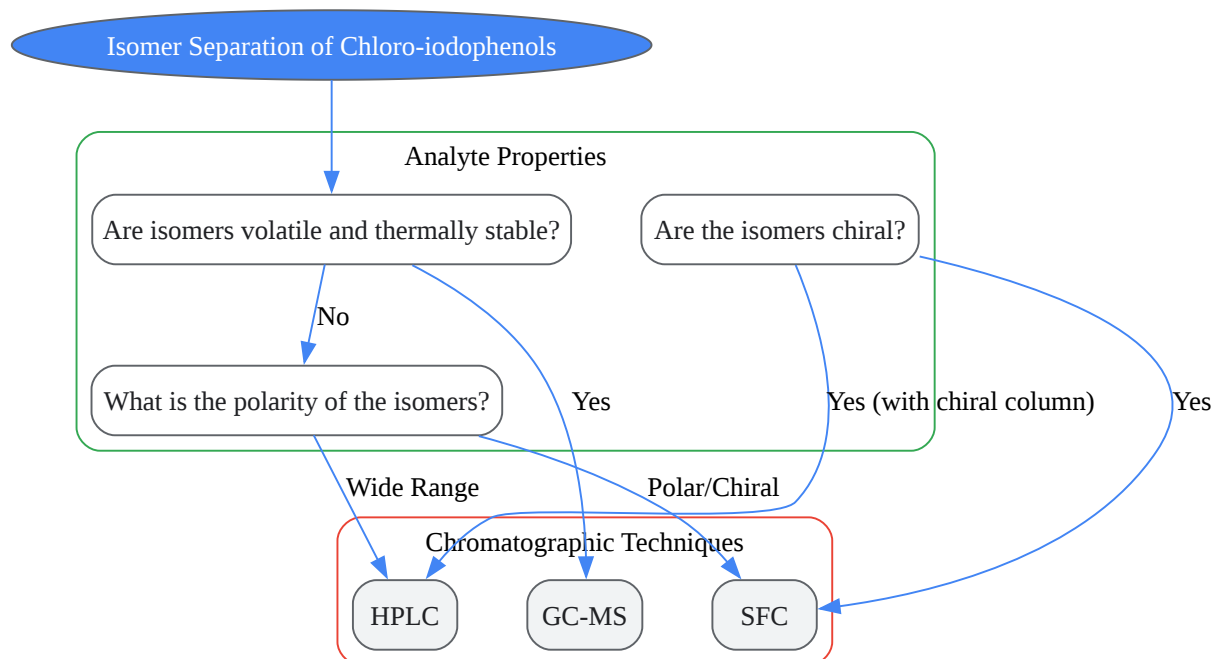 Isomer Separation of Chloro-iodophenols
Analyte Properties
Are isomers volatile and thermally stable?
Are the isomers chiral?
No
What is the polarity of the isomers?
Yes
Yes (with chiral column)
Yes
Wide Range
Polar/Chiral
Chromatographic Techniques
HPLC
GC-MS
SFC